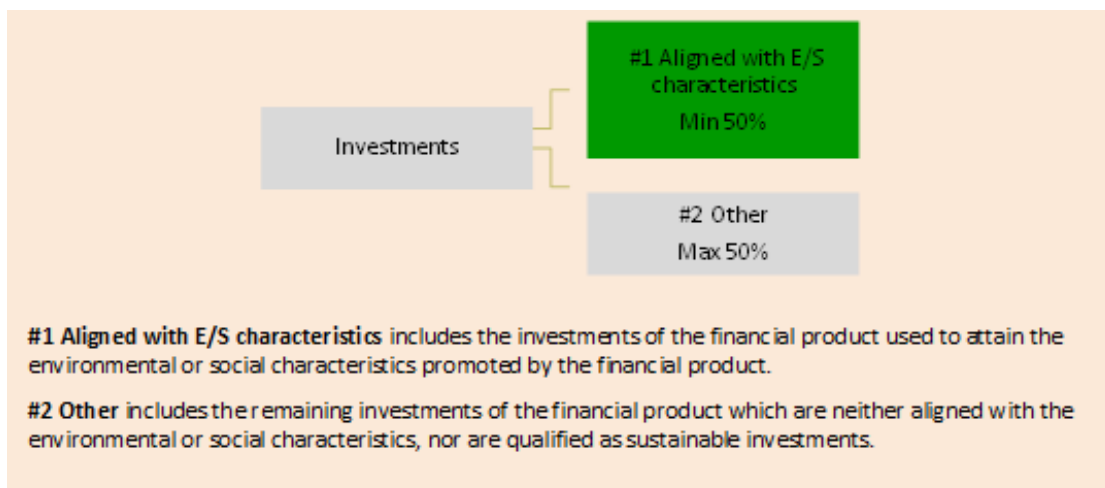 #1 Aligned with E/S
characteristics
Min 50%
Investments
#2 Other
Max 50%
#1 Aligned with E/S characteristics includes the investments of the financial product used to attain the
environmental or social characteristics promoted by the financial product.
#2 Other includes the remaining investments of the financial product which are neither aligned with the
environmental or social characteristics, nor are qualified as sustainable investments.